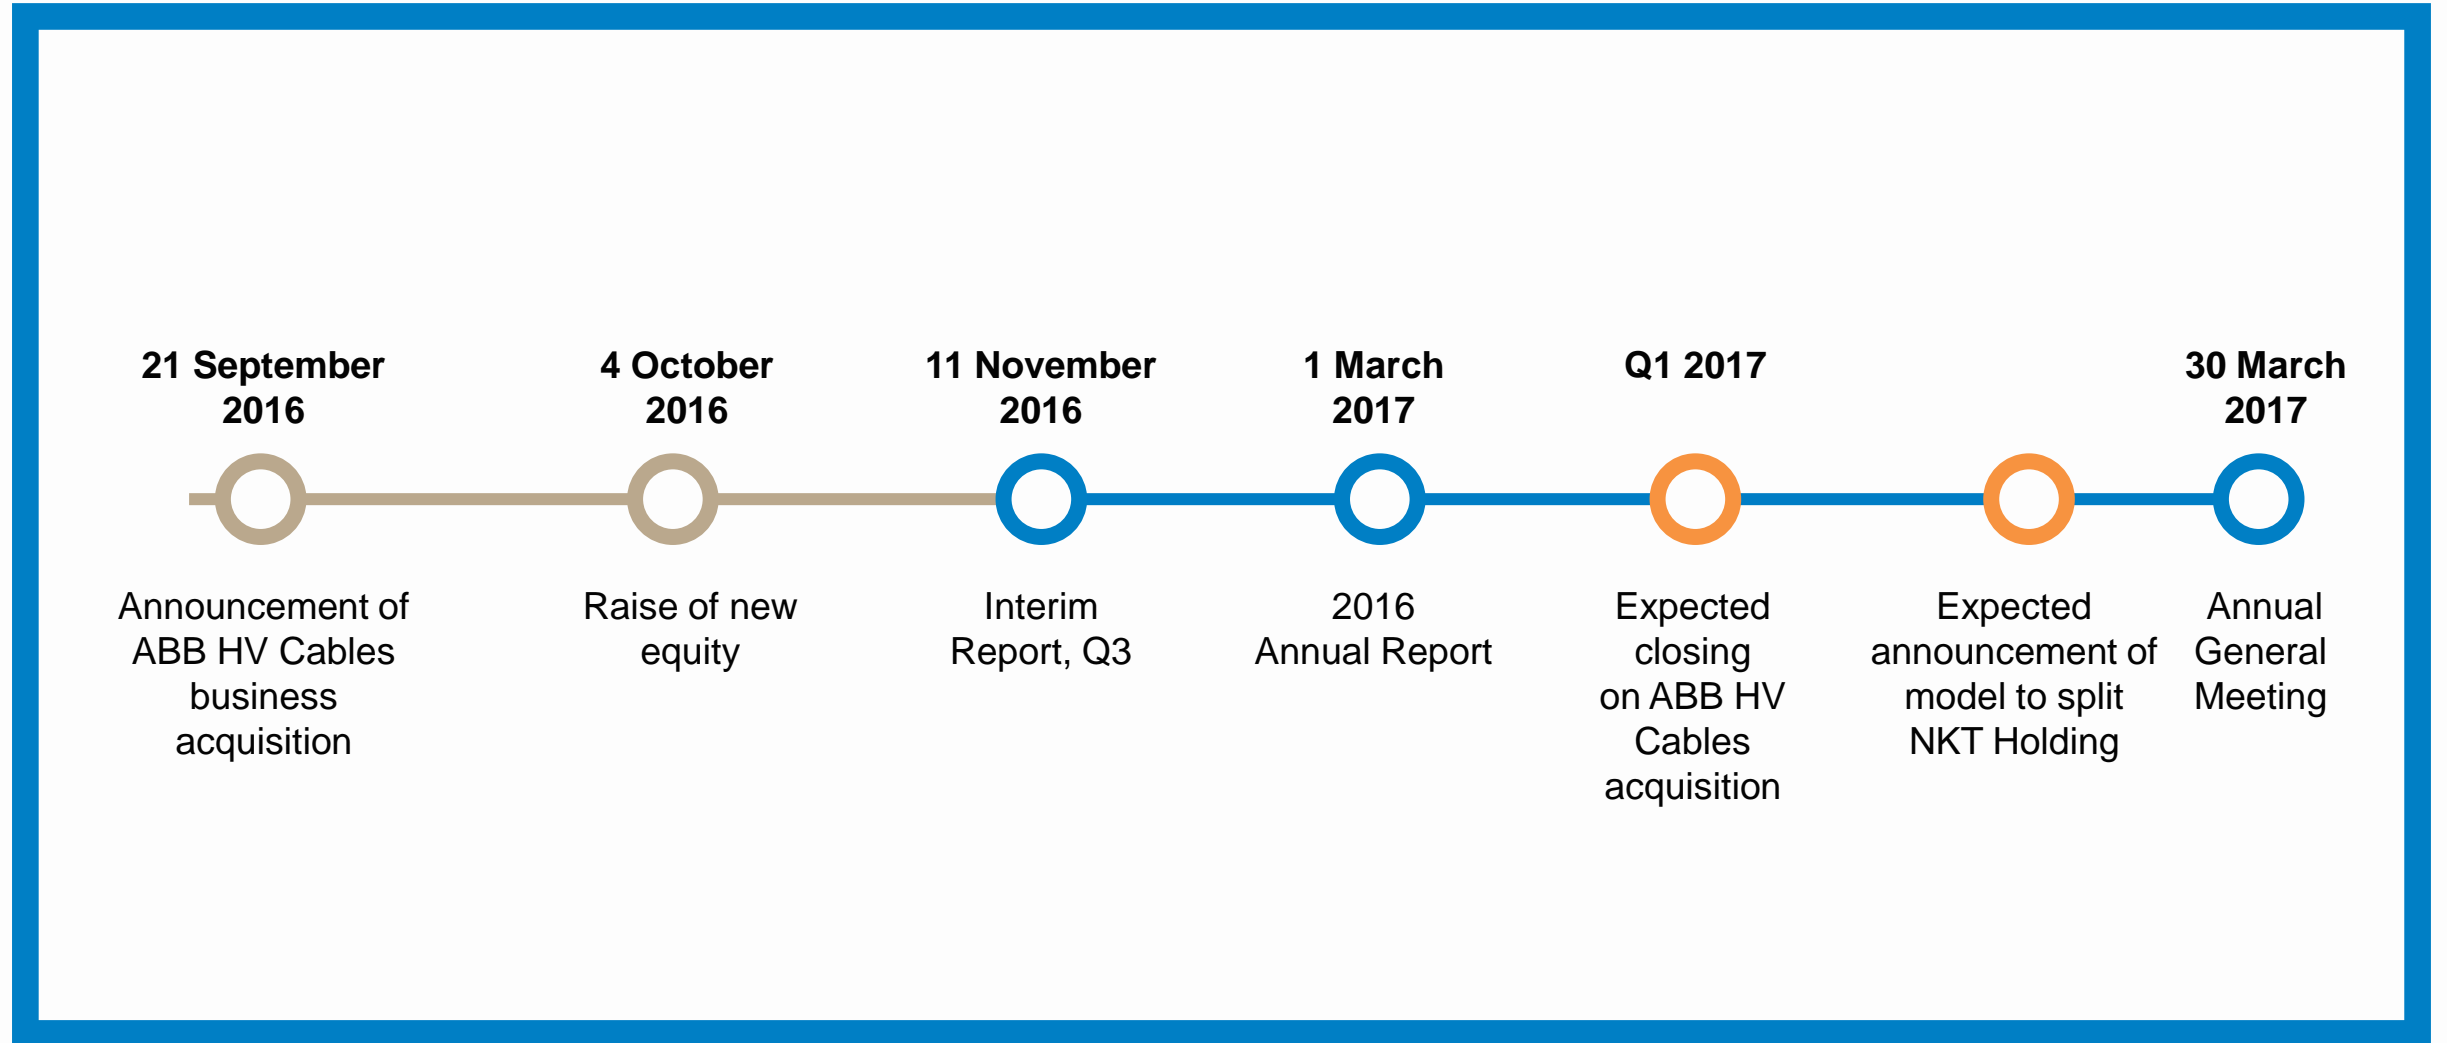 21 September
2016
Announcement of
ABB HV Cables
business
acquisition
4 October
2016
Raise of new
equity
11 November
2016
Interim
Report, Q3
1 March
2017
2016
Annual Report
Q1 2017
Expected
closing
on ABB HV
Cables
acquisition
Expected
announcement of
model to split
NKT Holding
30 March
2017
Annual
General
Meeting